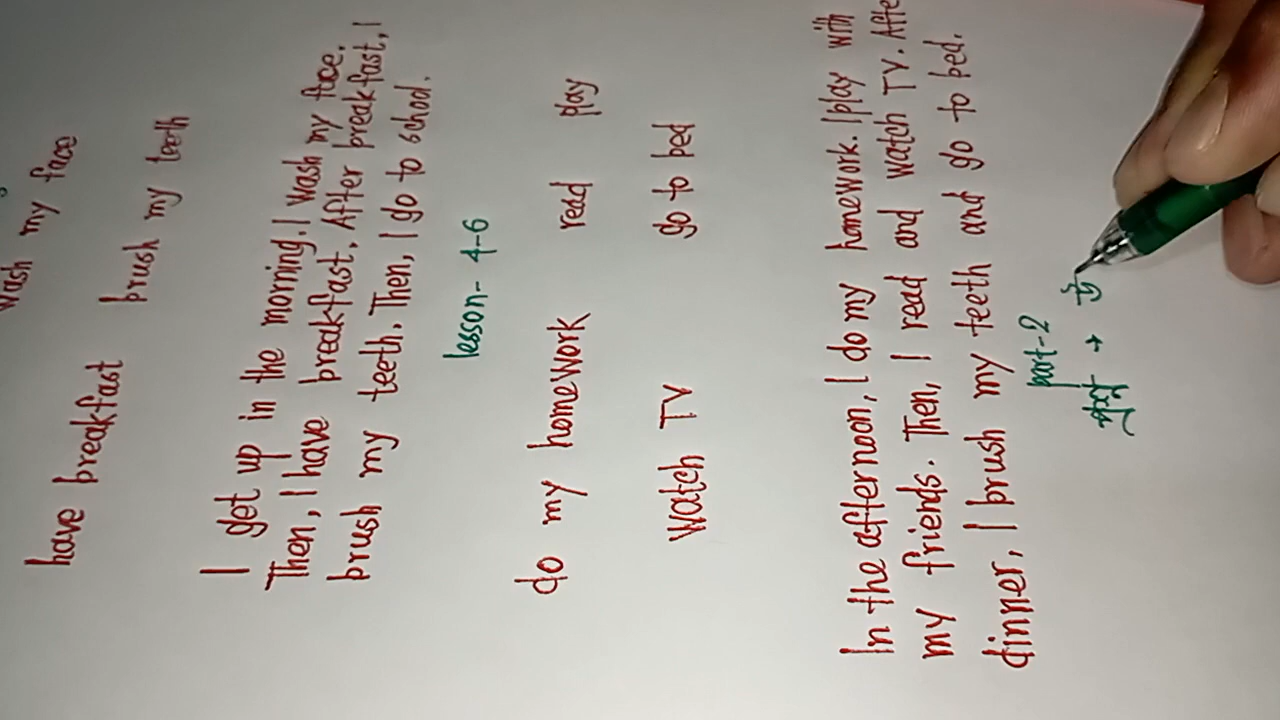 wash my face
have breakfast brush my teeth
I get up in the morning. I wash my face.
Then, I have breakfast. After breakfast, I
brush my teeth. Then, I go to school.
lesson- 4-6
do my homework read play
watch TV go to bed
In the afternoon, I do my homework. I play with
my friends. Then, I read and watch TV. Afte
dinner, I brush my teeth and go to bed.
part-2